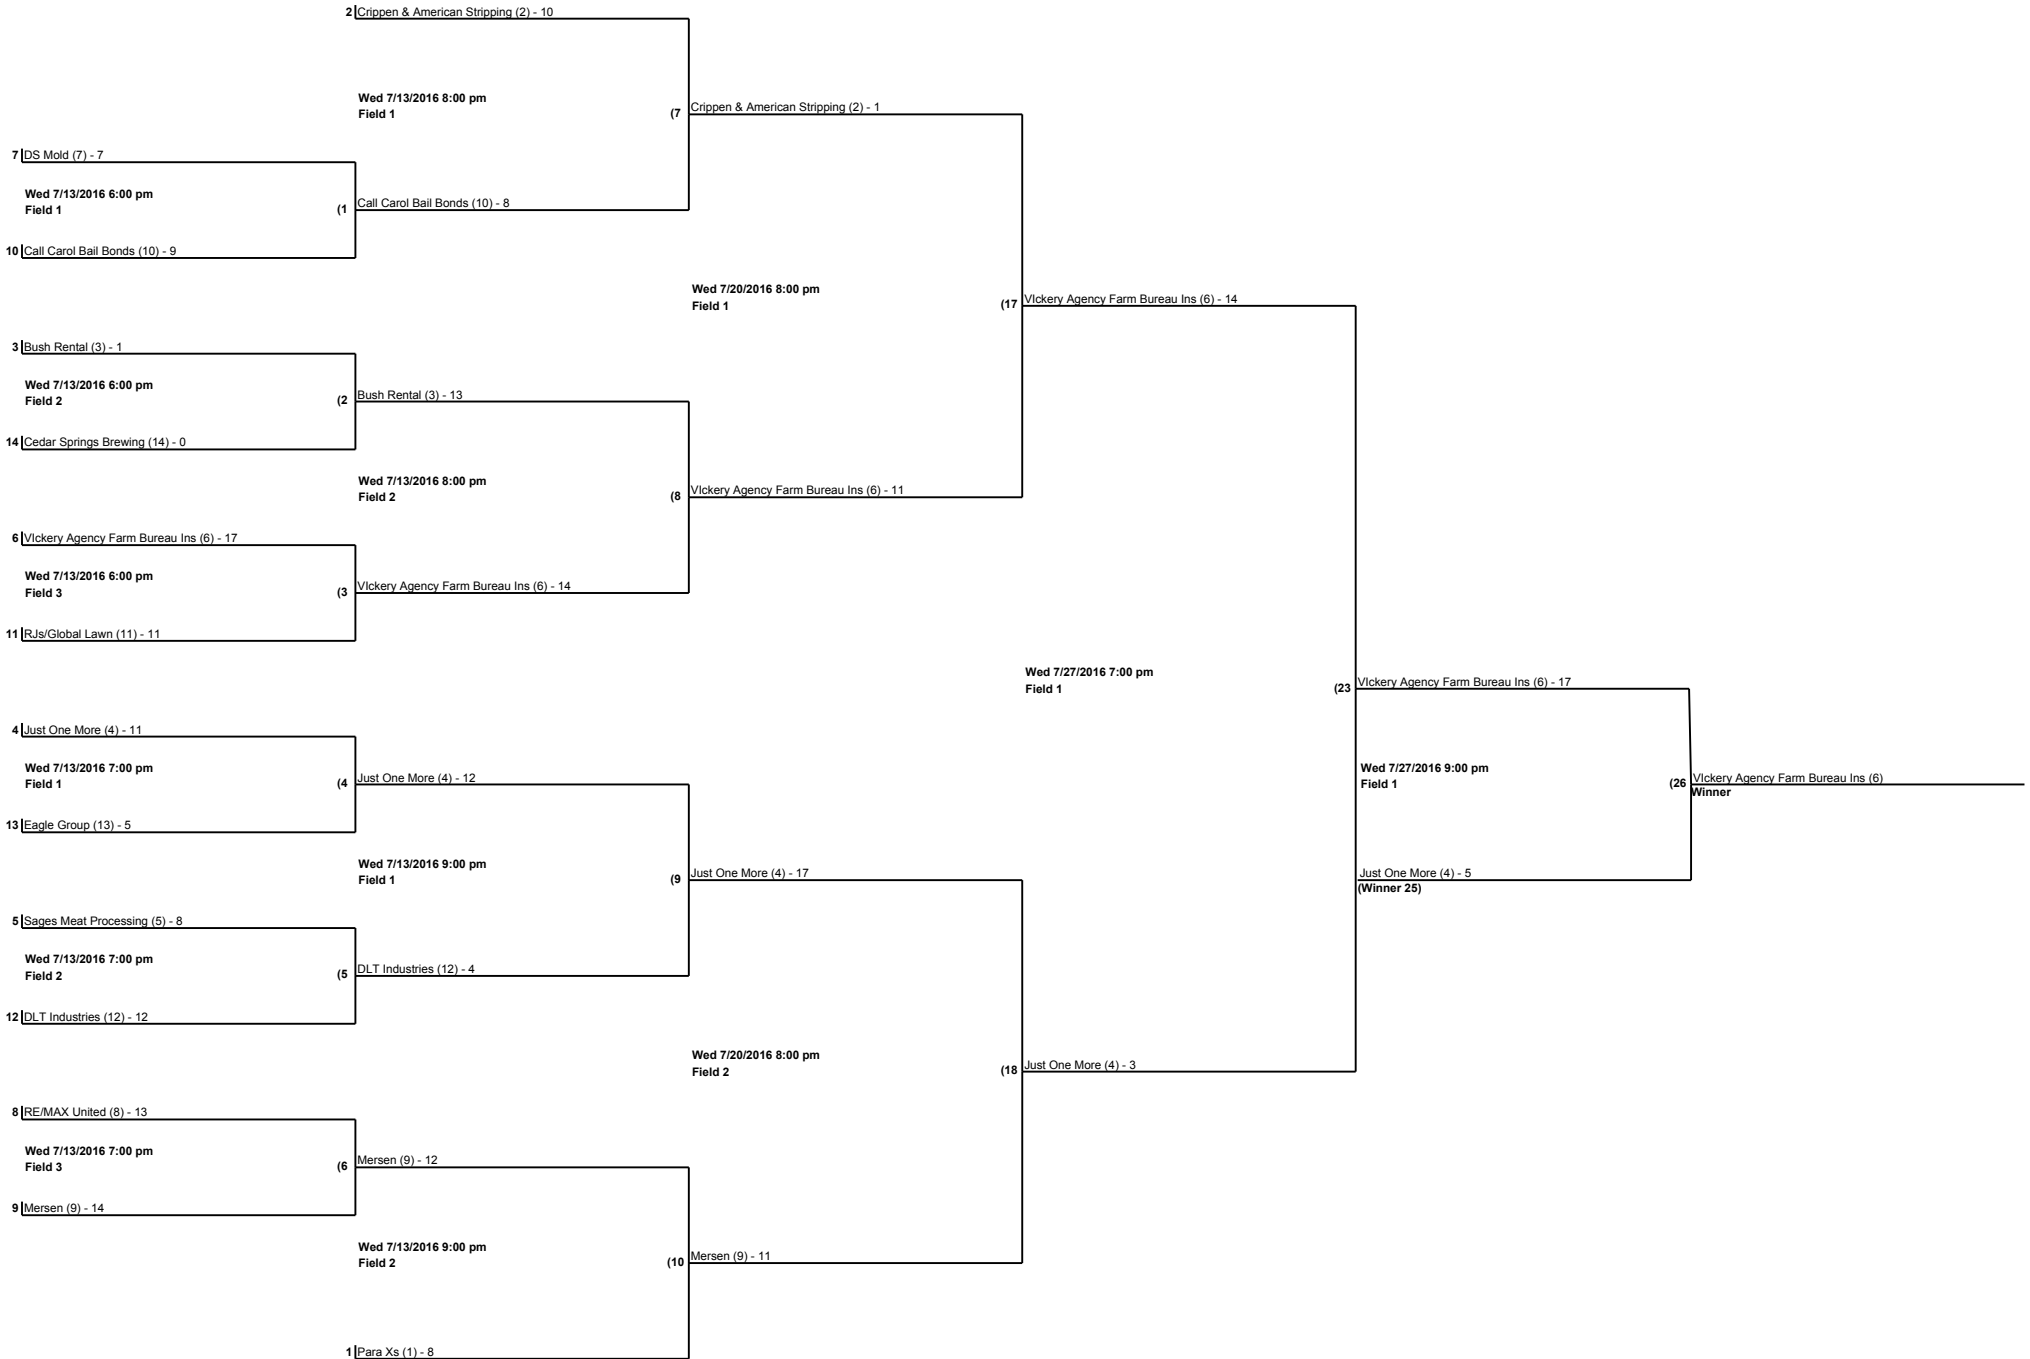 2 Crippen & American Stripping (2) - 10
Wed 7/13/2016 8:00 pm
Field 1
(7
Crippen & American Stripping (2) - 1
7 DS Mold (7) - 7
Wed 7/13/2016 6:00 pm
Field 1
(1
Call Carol Bail Bonds (10) - 8
10 Call Carol Bail Bonds (10) - 9
Wed 7/20/2016 8:00 pm
Field 1
(17
VIckery Agency Farm Bureau Ins (6) - 14
3 Bush Rental (3) - 1
Wed 7/13/2016 6:00 pm
Field 2
(2
Bush Rental (3) - 13
14 Cedar Springs Brewing (14) - 0
Wed 7/13/2016 8:00 pm
Field 2
(8
VIckery Agency Farm Bureau Ins (6) - 11
6 VIckery Agency Farm Bureau Ins (6) - 17
Wed 7/13/2016 6:00 pm
Field 3
(3
VIckery Agency Farm Bureau Ins (6) - 14
11 RJs/Global Lawn (11) - 11
Wed 7/27/2016 7:00 pm
Field 1
(23
VIckery Agency Farm Bureau Ins (6) - 17
4 Just One More (4) - 11
Wed 7/13/2016 7:00 pm
Field 1
(4
Just One More (4) - 12
Wed 7/27/2016 9:00 pm
Field 1
(26
VIckery Agency Farm Bureau Ins (6)
Winner
13 Eagle Group (13) - 5
Wed 7/13/2016 9:00 pm
Field 1
(9
Just One More (4) - 17
Just One More (4) - 5
(Winner 25)
5 Sages Meat Processing (5) - 8
Wed 7/13/2016 7:00 pm
Field 2
(5
DLT Industries (12) - 4
12 DLT Industries (12) - 12
Wed 7/20/2016 8:00 pm
Field 2
(18
Just One More (4) - 3
8 RE/MAX United (8) - 13
Wed 7/13/2016 7:00 pm
Field 3
(6
Mersen (9) - 12
9 Mersen (9) - 14
Wed 7/13/2016 9:00 pm
Field 2
(10
Mersen (9) - 11
1 Para Xs (1) - 8